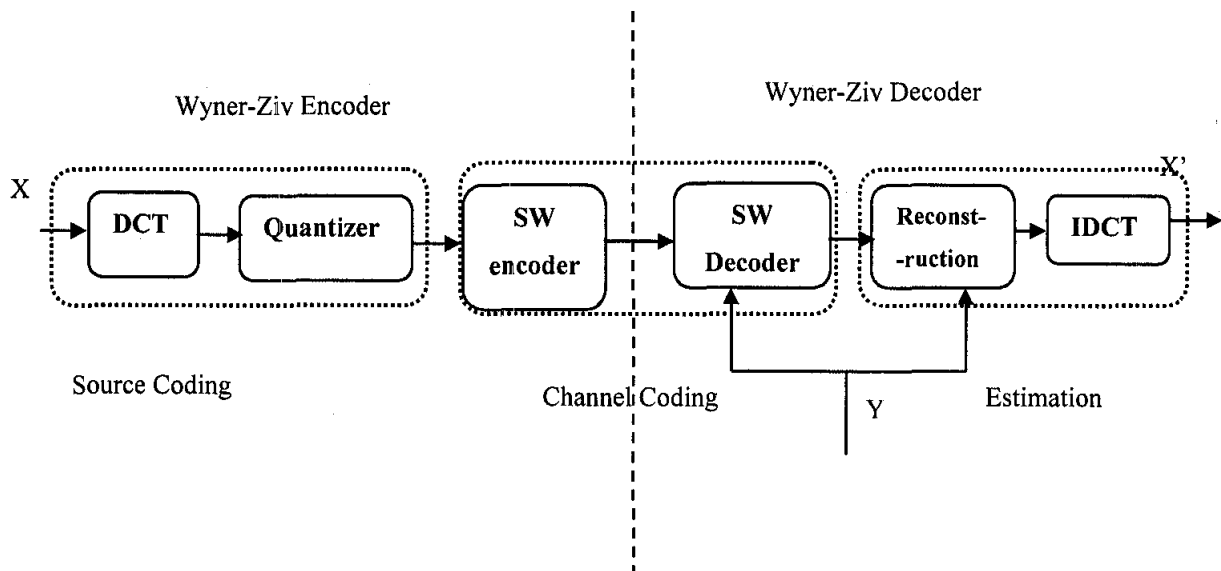 Wyner-Ziv Encoder
Wyner-Ziv Decoder
X
DCT
Quantizer
SW
encoder
SW
Decoder
Reconst-
-ruction
IDCT
X’
Source Coding
Channel Coding
Y
Estimation